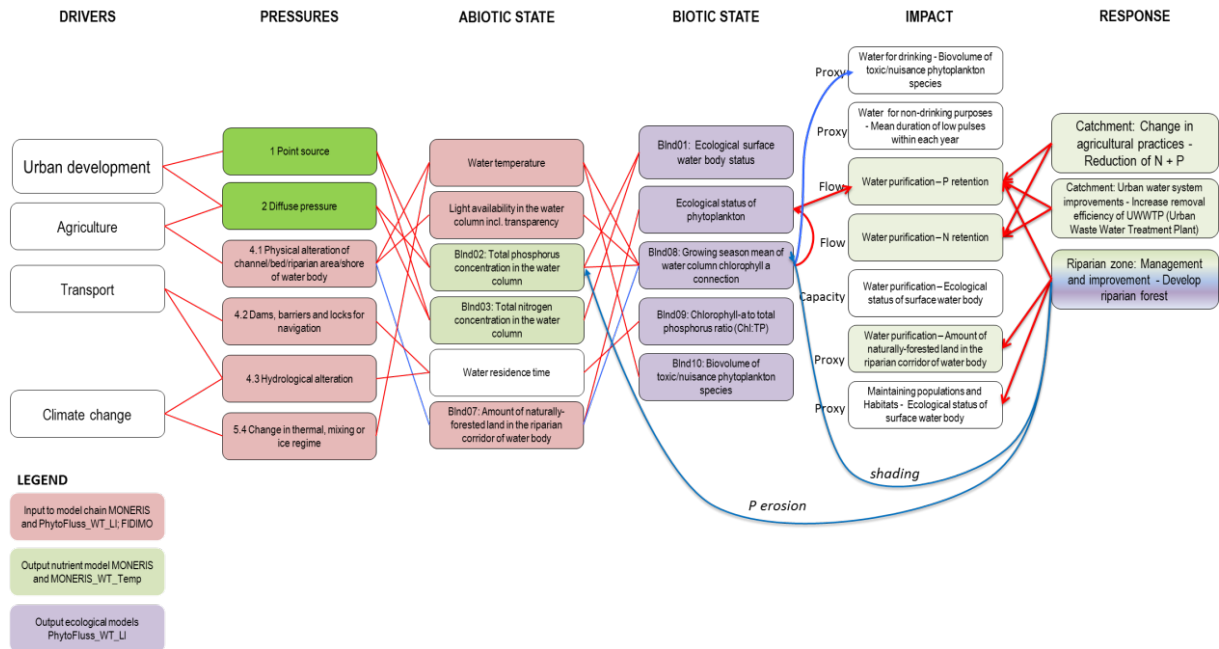 DRIVERS
PRESSURES
ABIOTIC STATE
BIOTIC STATE
IMPACT
RESPONSE
Urban development
Agriculture
Transport
Climate change
1 Point source
2 Diffuse pressure
4.1 Physical alteration of
channel/bed/riparian area/shore
of water body
4.2 Dams, barriers and locks for
navigation
4.3 Hydrological alteration
5.4 Change in thermal, mixing or
ice regime
Water temperature
Light availability in the water
column incl. transparency
BInd02: Total phosphorus
concentration in the water
column
BInd03: Total nitrogen
concentration in the water
column
Water residence time
BInd07: Amount of naturally-
forested land in the riparian
corridor of water body
BInd01: Ecological surface
water body status
Ecological status of
phytoplankton
BInd08: Growing season mean of
water column chlorophyll a
connection
BInd09: Chlorophyll-a to total
phosphorus ratio (Chl:TP)
BInd10: Biovolume of
toxic/nuisance phytoplankton
species
Proxy
Water for drinking - Biovolume of
toxic/nuisance phytoplankton
species
Proxy
Water for non-drinking purposes
- Mean duration of low pulses
within each year
Flow
Water purification – P retention
Flow
Water purification – N retention
Capacity
Water purification – Ecological
status of surface water body
Proxy
Water purification – Amount of
naturally-forested land in the
riparian corridor of water body
Proxy
Maintaining populations and
Habitats - Ecological status of
surface water body
Catchment: Change in
agricultural practices -
Reduction of N + P
Catchment: Urban water system
improvements - Increase removal
efficiency of UWWTP (Urban
Waste Water Treatment Plant)
Riparian zone: Management
and improvement - Develop
riparian forest
shading
P erosion
LEGEND
Input to model chain MONERIS
and PhytoFluss_WT_LI; FIDIMO
Output nutrient model MONERIS
and MONERIS_WT_Temp
Output ecological models
PhytoFluss_WT_LI